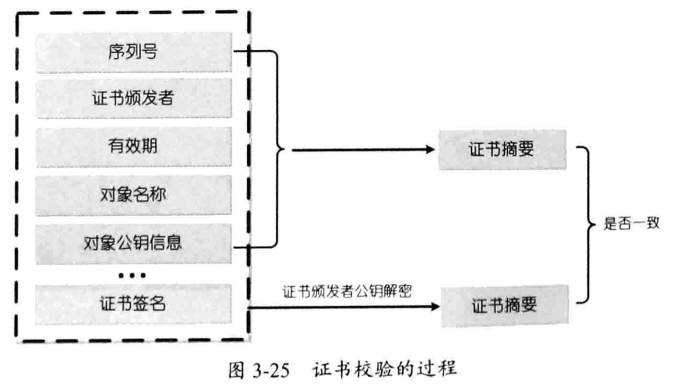 序列号
证书颁发者
有效期
对象名称
对象公钥信息
...
证书签名
证书摘要
证书颁发者公钥解密
证书摘要
是否一致
图 3-25 证书校验的过程